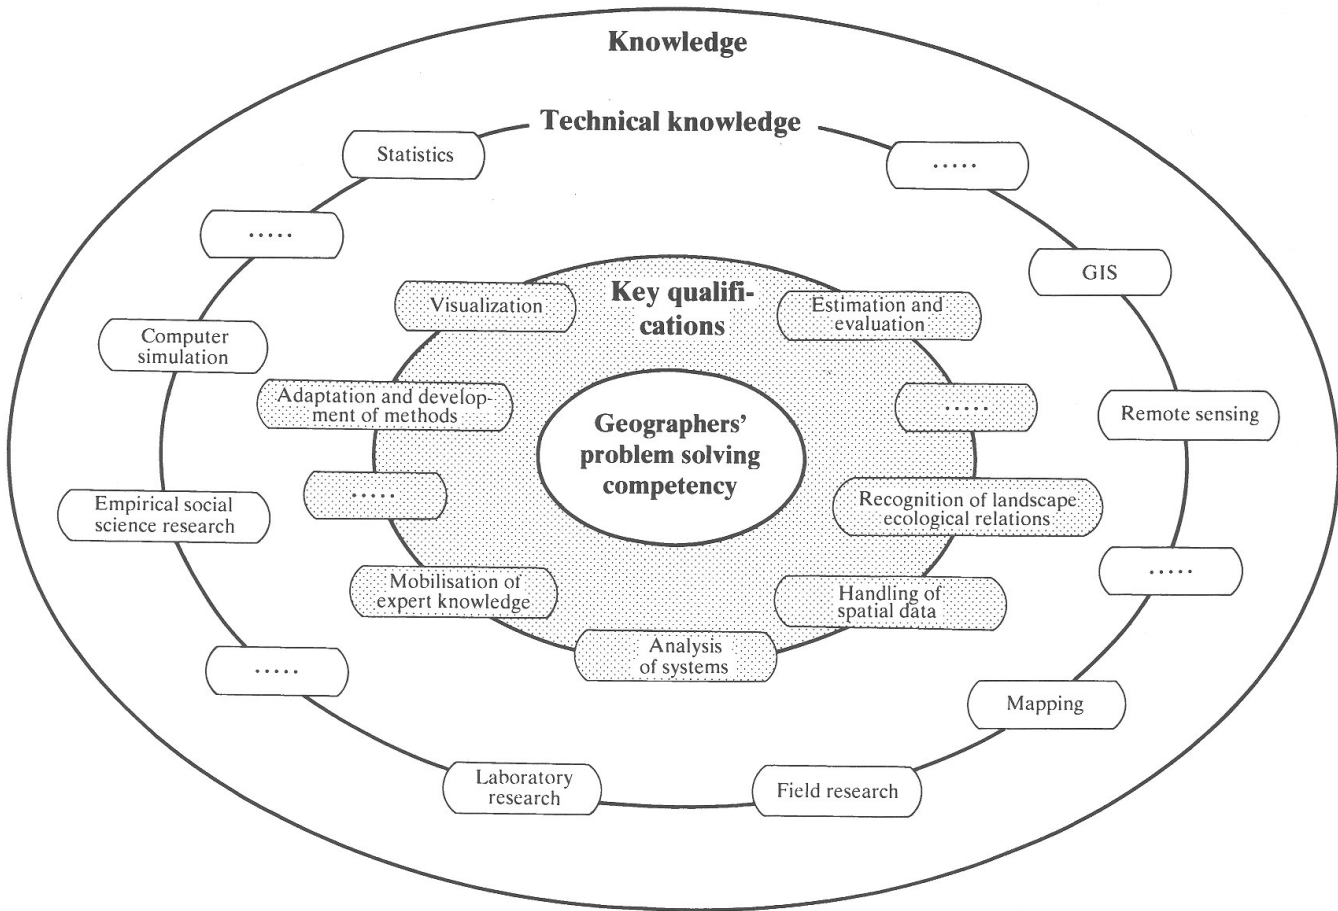 Knowledge
Technical knowledge
Statistics
.....
.....
GIS
Key qualifi-
cations
Visualization
Estimation and
evaluation
Computer
simulation
Adaptation and develop-
ment of methods
.....
Remote sensing
Geographers'
problem solving
competency
.....
Recognition of landscape
ecological relations
Empirical social
science research
.....
Mobilisation of
expert knowledge
Handling of
spatial data
Analysis
of systems
.....
Mapping
Laboratory
research
Field research